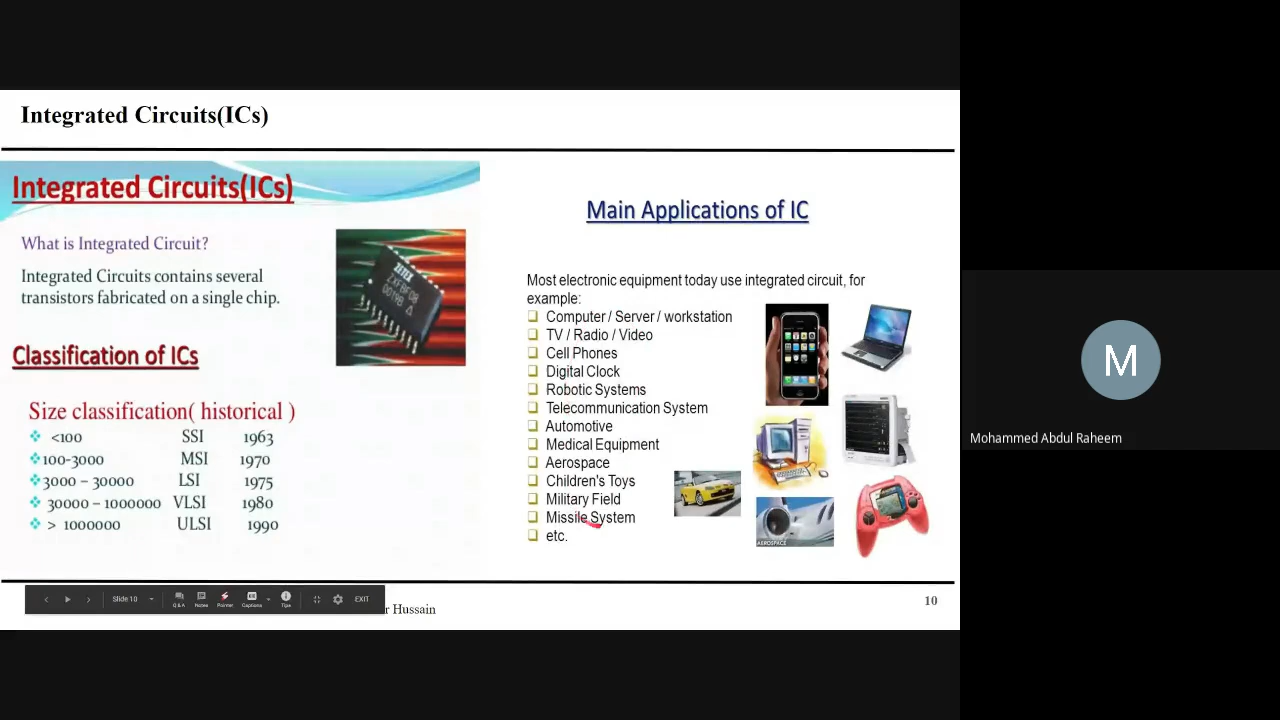 Integrated Circuits(ICs)
Integrated Circuits(ICs)
What is Integrated Circuit?
Integrated Circuits contains several
transistors fabricated on a single chip.
Classification of ICs
Size classification( historical )
<100 SSI 1963
100-3000 MSI 1970
3000 – 30000 LSI 1975
30000 – 1000000 VLSI 1980
> 1000000 ULSI 1990
ZETEX
Main Applications of IC
Most electronic equipment today use integrated circuit, for
example:
Computer / Server / workstation
TV / Radio / Video
Cell Phones
Digital Clock
Robotic Systems
Telecommunication System
Automotive
Medical Equipment
Aerospace
Children's Toys
Military Field
Missile System
etc.
AEROSPACE
Slide 10
Q&A Notes Pointer Captions Tips EXIT
r Hussain
10
M
Mohammed Abdul Raheem